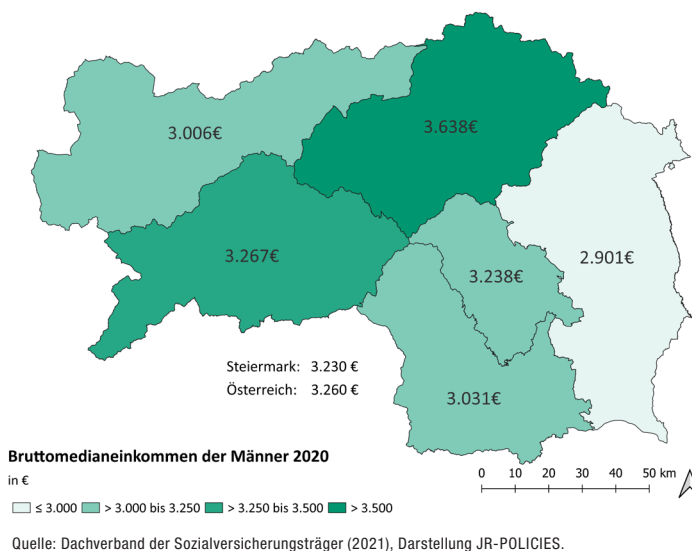 3.006€
3.638€
3.267€
3.238€
2.901€
Steiermark: 3.230 €
Österreich: 3.260 €
3.031€
Bruttomedianeinkommen der Männer 2020
in €
0 10 20 30 40 50 km
≤ 3.000 > 3.000 bis 3.250 > 3.250 bis 3.500 > 3.500
Quelle: Dachverband der Sozialversicherungsträger (2021), Darstellung JR-POLICIES.